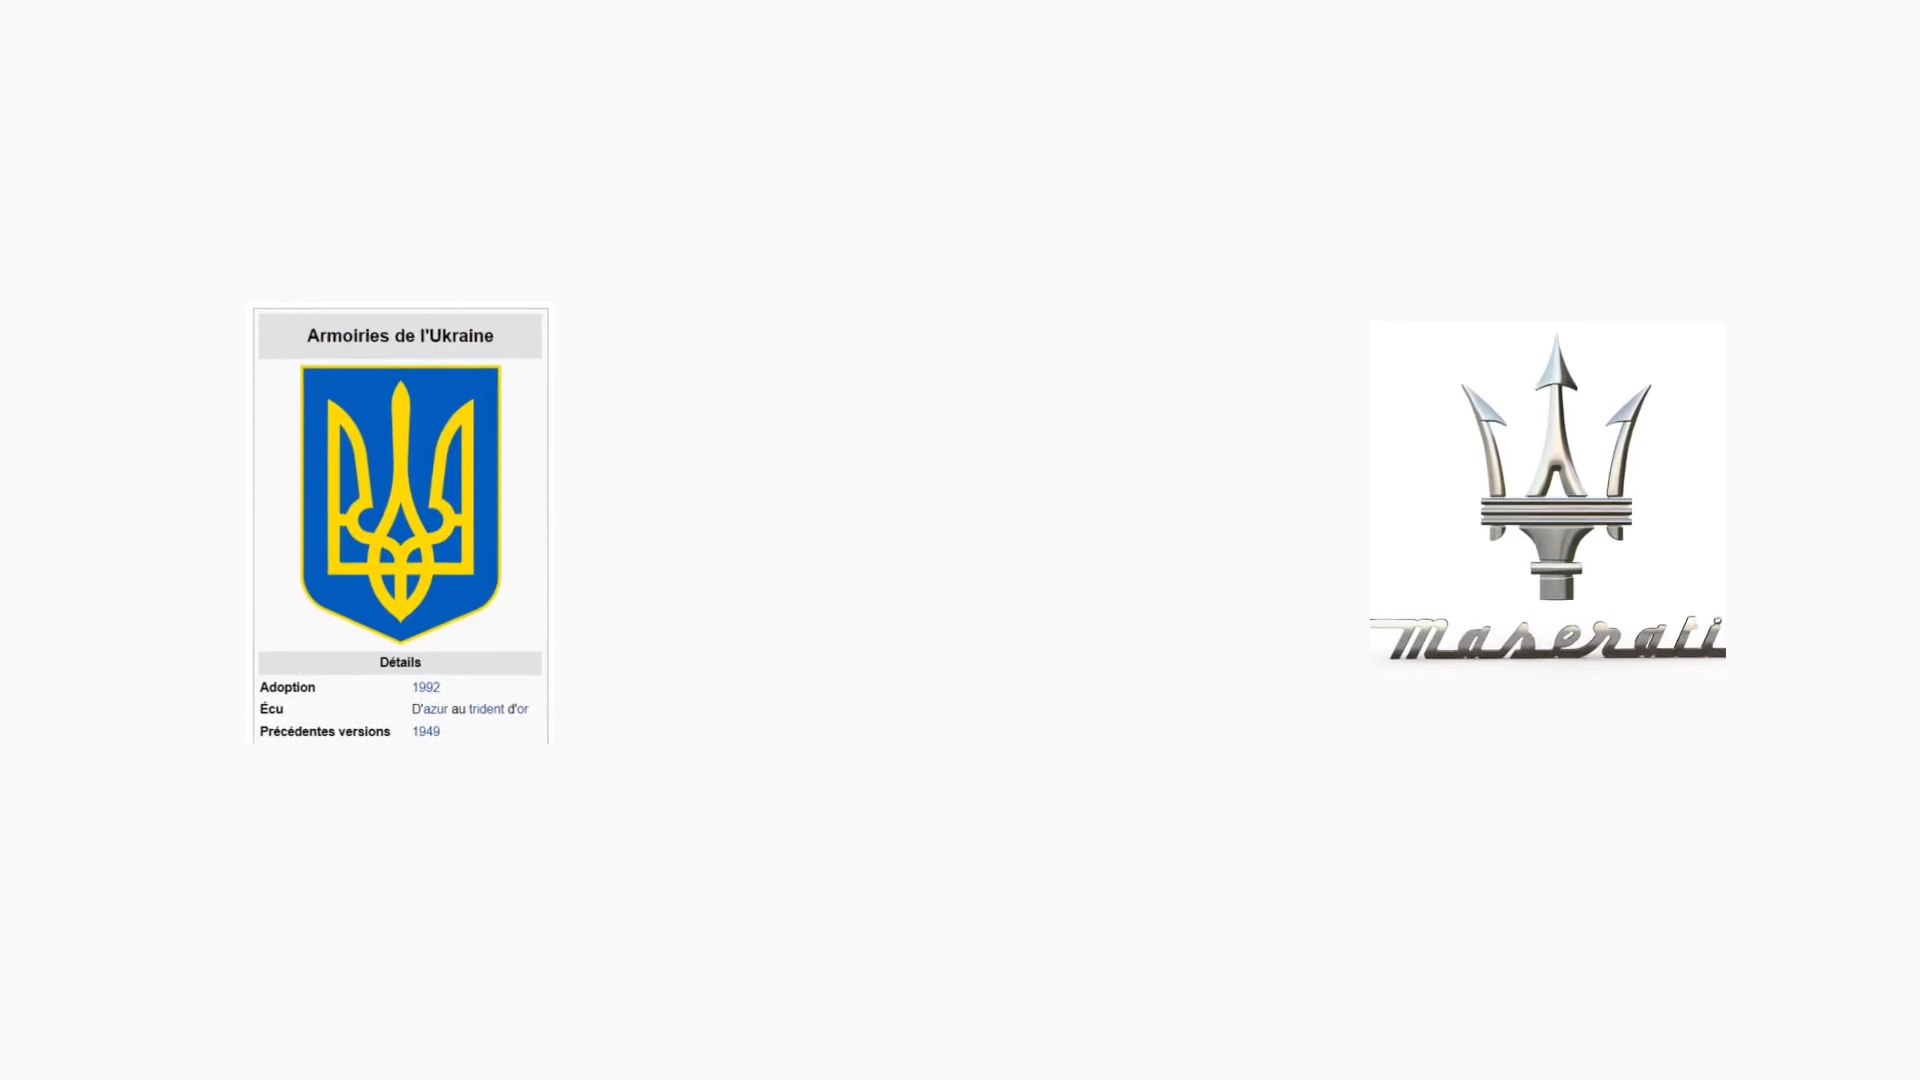 Armoiries de l'Ukraine
Détails
Adoption 1992
Écu D'azur au trident d'or
Précédentes versions 1949
Maserati